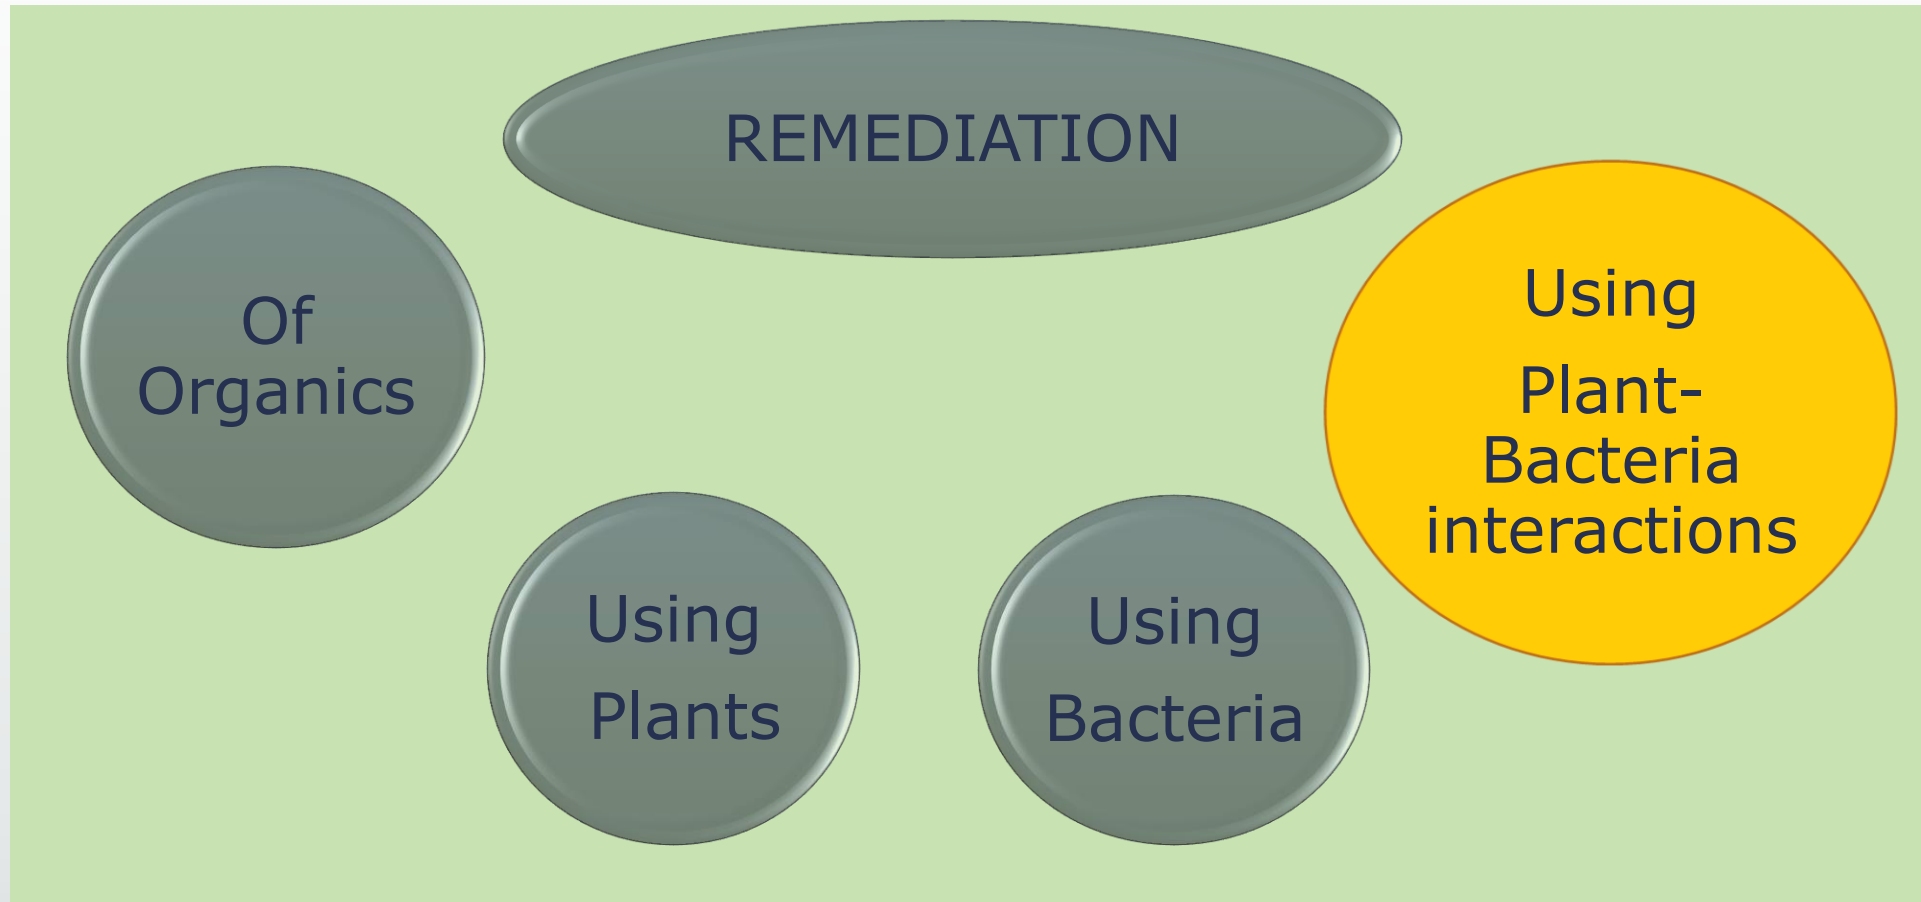 REMEDIATION
Of
Organics
Using
Plants
Using
Bacteria
Using
Plant-
Bacteria
interactions